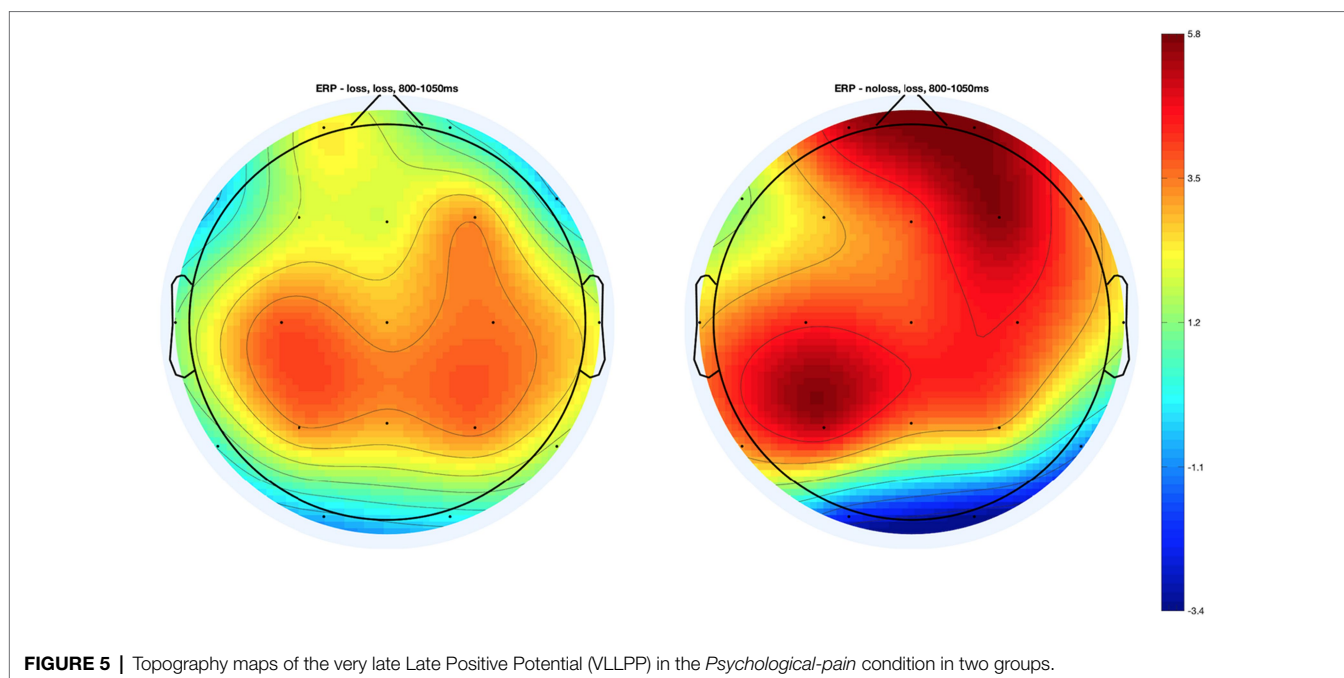 ERP - loss, loss, 800-1050ms
ERP - noloss, loss, 800-1050ms
5.8
3.5
1.2
-1.1
-3.4
FIGURE 5 | Topography maps of the very late Late Positive Potential (VLLPP) in the Psychological-pain condition in two groups.